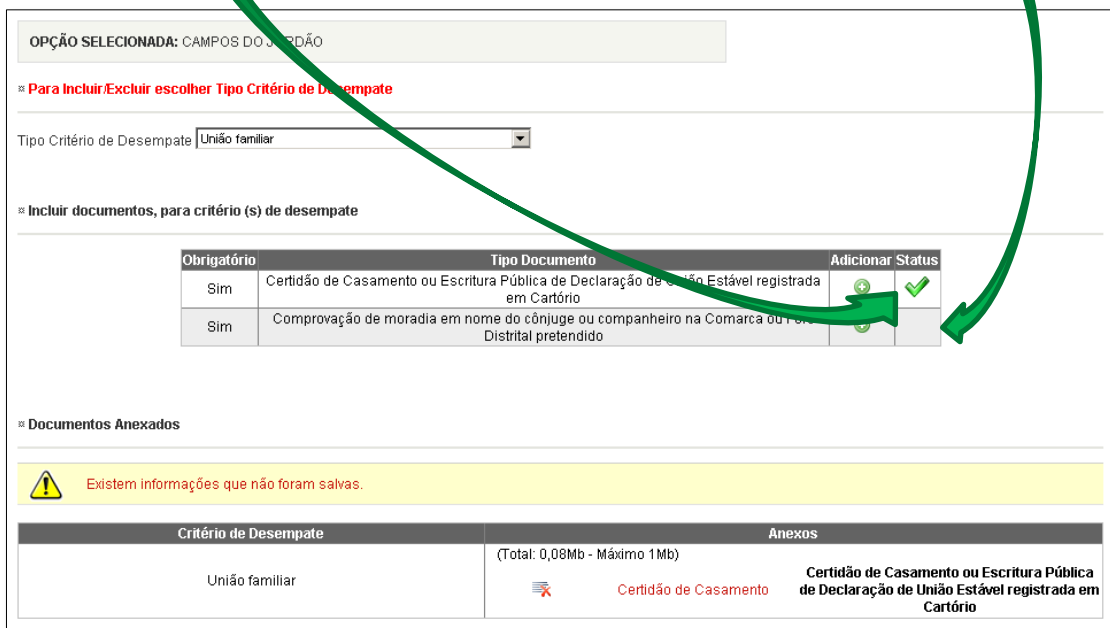 OPÇÃO SELECIONADA: CAMPOS DO JORDÃO
¤ Para Incluir/Excluir escolher Tipo Critério de Desempate
Tipo Critério de Desempate União familiar
¤ Incluir documentos, para critério (s) de desempate
Obrigatório Tipo Documento Adicionar Status
Sim Certidão de Casamento ou Escritura Pública de Declaração de União Estável registrada
em Cartório
Sim Comprovação de moradia em nome do cônjuge ou companheiro na Comarca ou Foro
Distrital pretendido
¤ Documentos Anexados
Existem informações que não foram salvas.
Critério de Desempate Anexos
(Total: 0,08Mb - Máximo 1Mb)
União familiar Certidão de Casamento Certidão de Casamento ou Escritura Pública
de Declaração de União Estável registrada em
Cartório